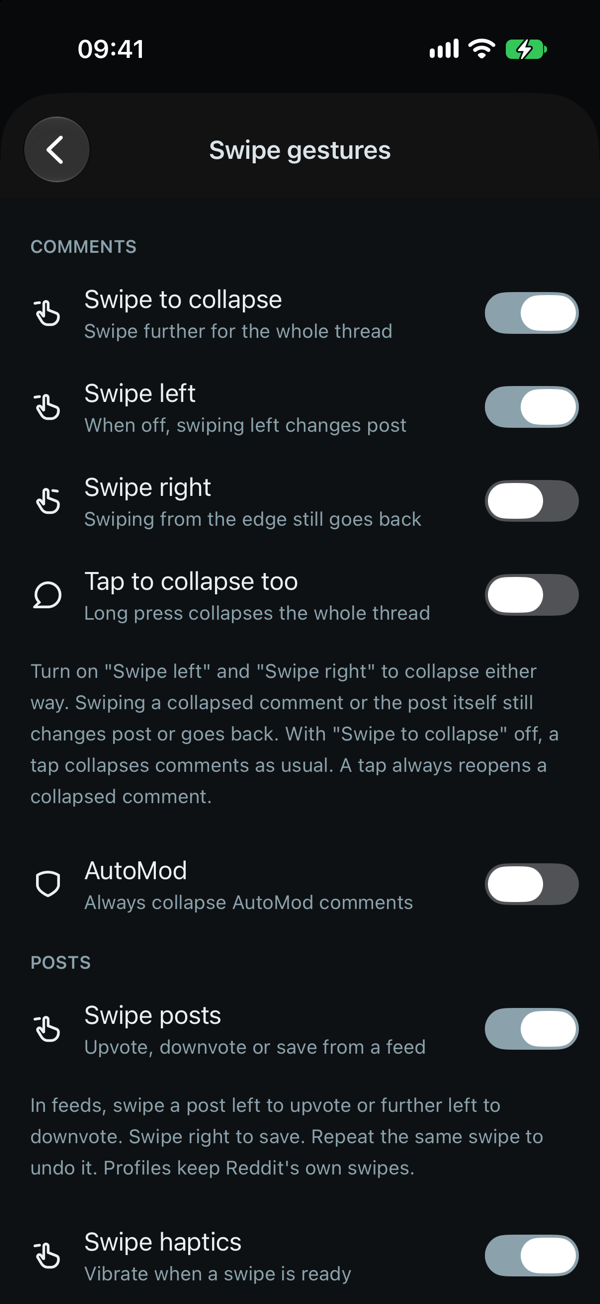 09:41
Swipe gestures
COMMENTS
Swipe to collapse
Swipe further for the whole thread
Swipe left
When off, swiping left changes post
Swipe right
Swiping from the edge still goes back
Tap to collapse too
Long press collapses the whole thread
Turn on "Swipe left" and "Swipe right" to collapse either
way. Swiping a collapsed comment or the post itself still
changes post or goes back. With "Swipe to collapse" off, a
tap collapses comments as usual. A tap always reopens a
collapsed comment.
AutoMod
Always collapse AutoMod comments
POSTS
Swipe posts
Upvote, downvote or save from a feed
In feeds, swipe a post left to upvote or further left to
downvote. Swipe right to save. Repeat the same swipe to
undo it. Profiles keep Reddit's own swipes.
Swipe haptics
Vibrate when a swipe is ready